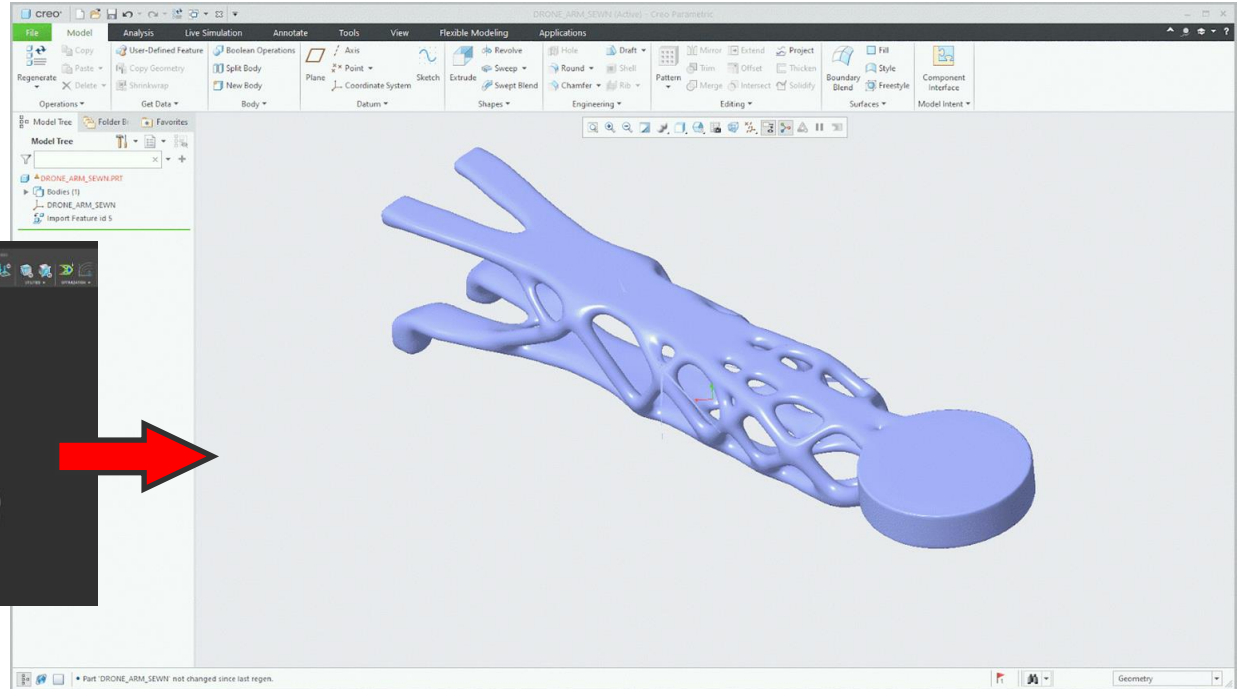 creo
DRONE_ARM_SEWN (Active) - Creo Parametric
File Model Analysis Live Simulation Annotate Tools View Flexible Modeling Applications
Regenerate
Copy
Paste
Delete
Operations
User-Defined Feature
Copy Geometry
Shrinkwrap
Get Data
Boolean Operations
Split Body
New Body
Body
Plane
Axis
Point
Coordinate System
Sketch
Datum
Extrude
Revolve
Sweep
Swept Blend
Shapes
Hole Draft
Round Shell
Chamfer Rib
Engineering
Pattern
Mirror Extend Project
Trim Offset Thicken
Merge Intersect Solidify
Editing
Boundary
Blend
Fill
Style
Freestyle
Surfaces
Component
Interface
Model Intent
Model Tree Folder B Favorites
Model Tree
DRONE_ARM_SEWN.PRT
Bodies (1)
DRONE_ARM_SEWN
Import Feature id 5
• Part 'DRONE_ARM_SEWN' not changed since last regen.
Geometry